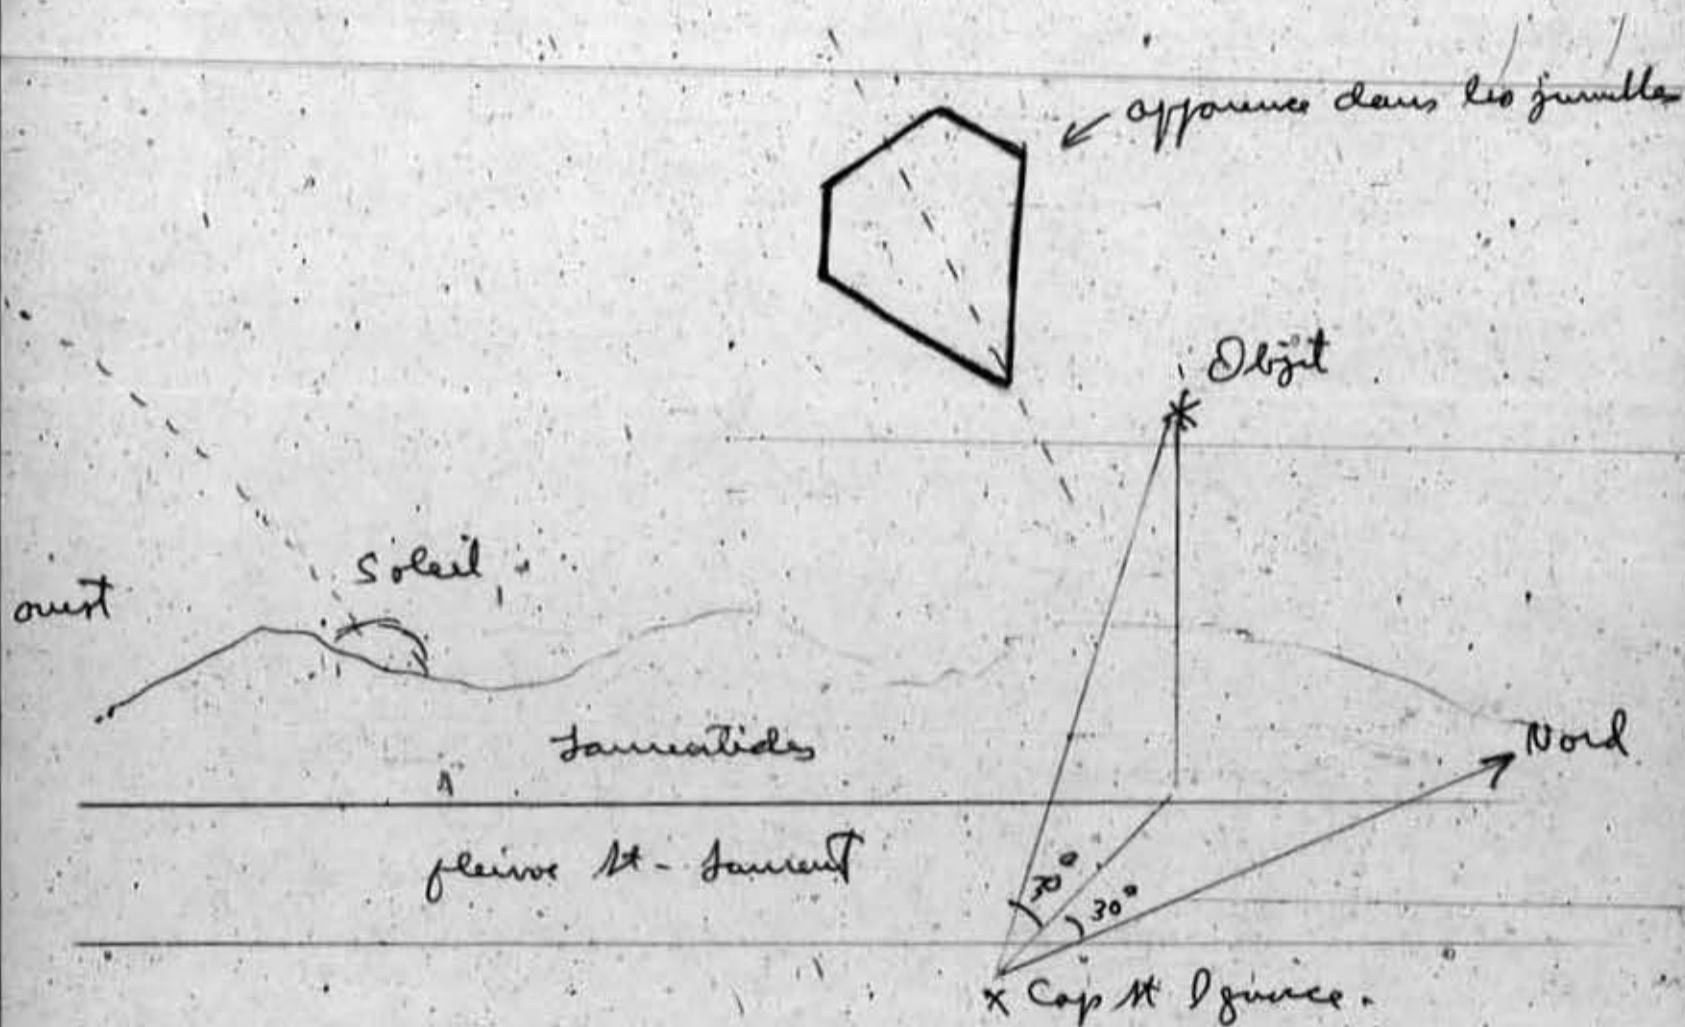 apparence dans les jumelles
Objet
Soleil
ouest
Nord
Laurentides
fleuve St-Laurent
70°
30°
x Cap St Ignace.